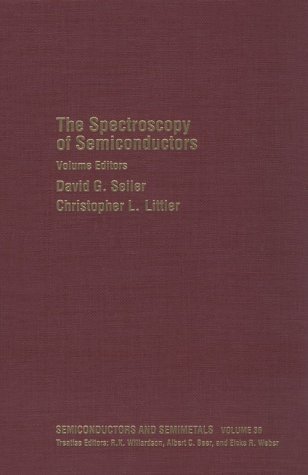 The Spectroscopy
of Semiconductors
Volume Editors
David G. Seiler
Christopher L. Littler
SEMICONDUCTORS AND SEMIMETALS VOLUME 36
Treatise Editors: R.K. Willardson, Albert C. Beer, and Eicke R. Weber